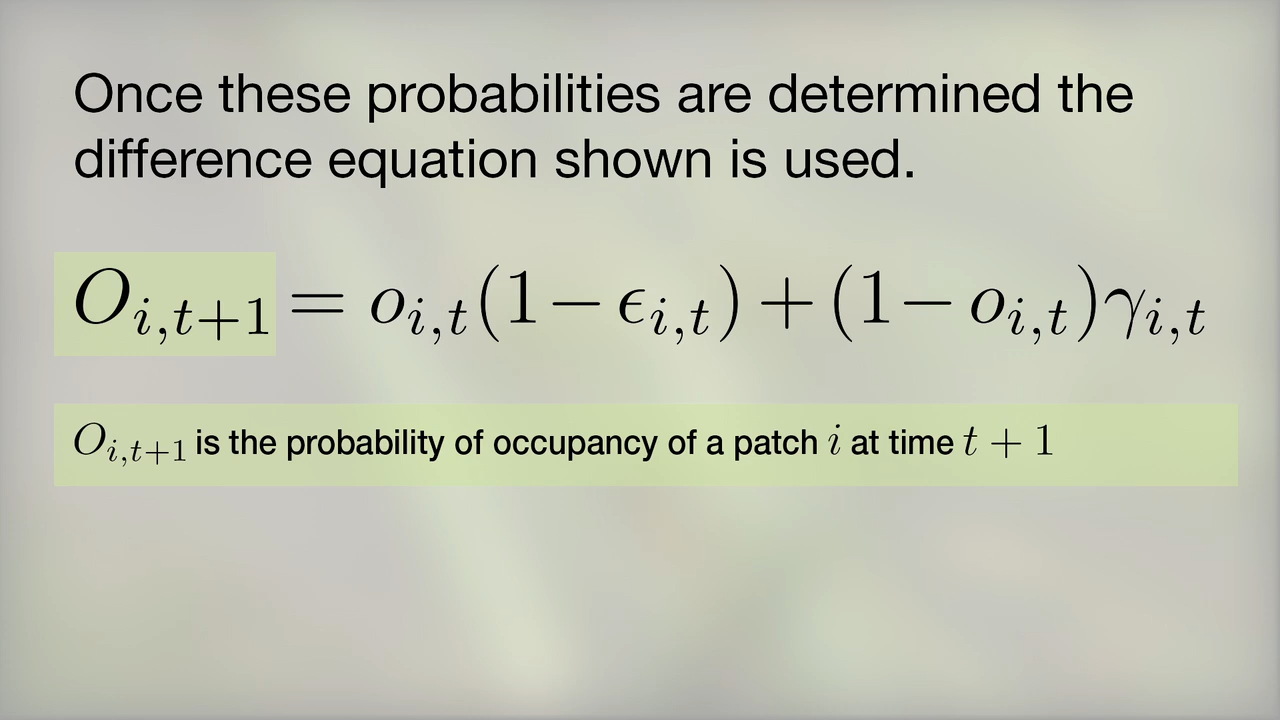 Once these probabilities are determined the
difference equation shown is used.
O_{i,t+1} = o_{i,t}(1 − ϵ_{i,t}) + (1 − o_{i,t})γ_{i,t}
O_{i,t+1} is the probability of occupancy of a patch i at time t + 1